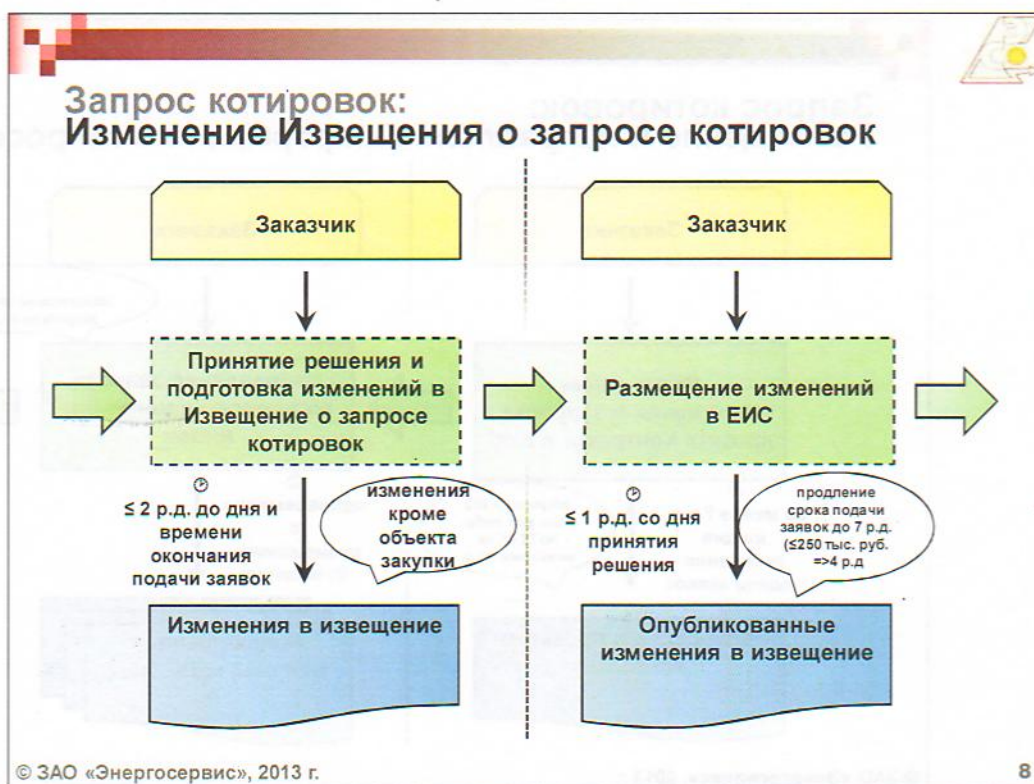 Запрос котировок:
Изменение Извещения о запросе котировок
Заказчик
Заказчик
Принятие решения и
подготовка изменений в
Извещение о запросе
котировок
Размещение изменений
в ЕИС
≤ 2 р.д. до дня и
времени
окончания
подачи заявок
изменения
кроме
объекта
закупки
≤ 1 р.д. со дня
принятия
решения
продление
срока подачи
заявок до 7 р.д.
(≤250 тыс. руб.
=>4 р.д
Изменения в извещение
Опубликованные
изменения в извещение
© ЗАО «Энергосервис», 2013 г.
8